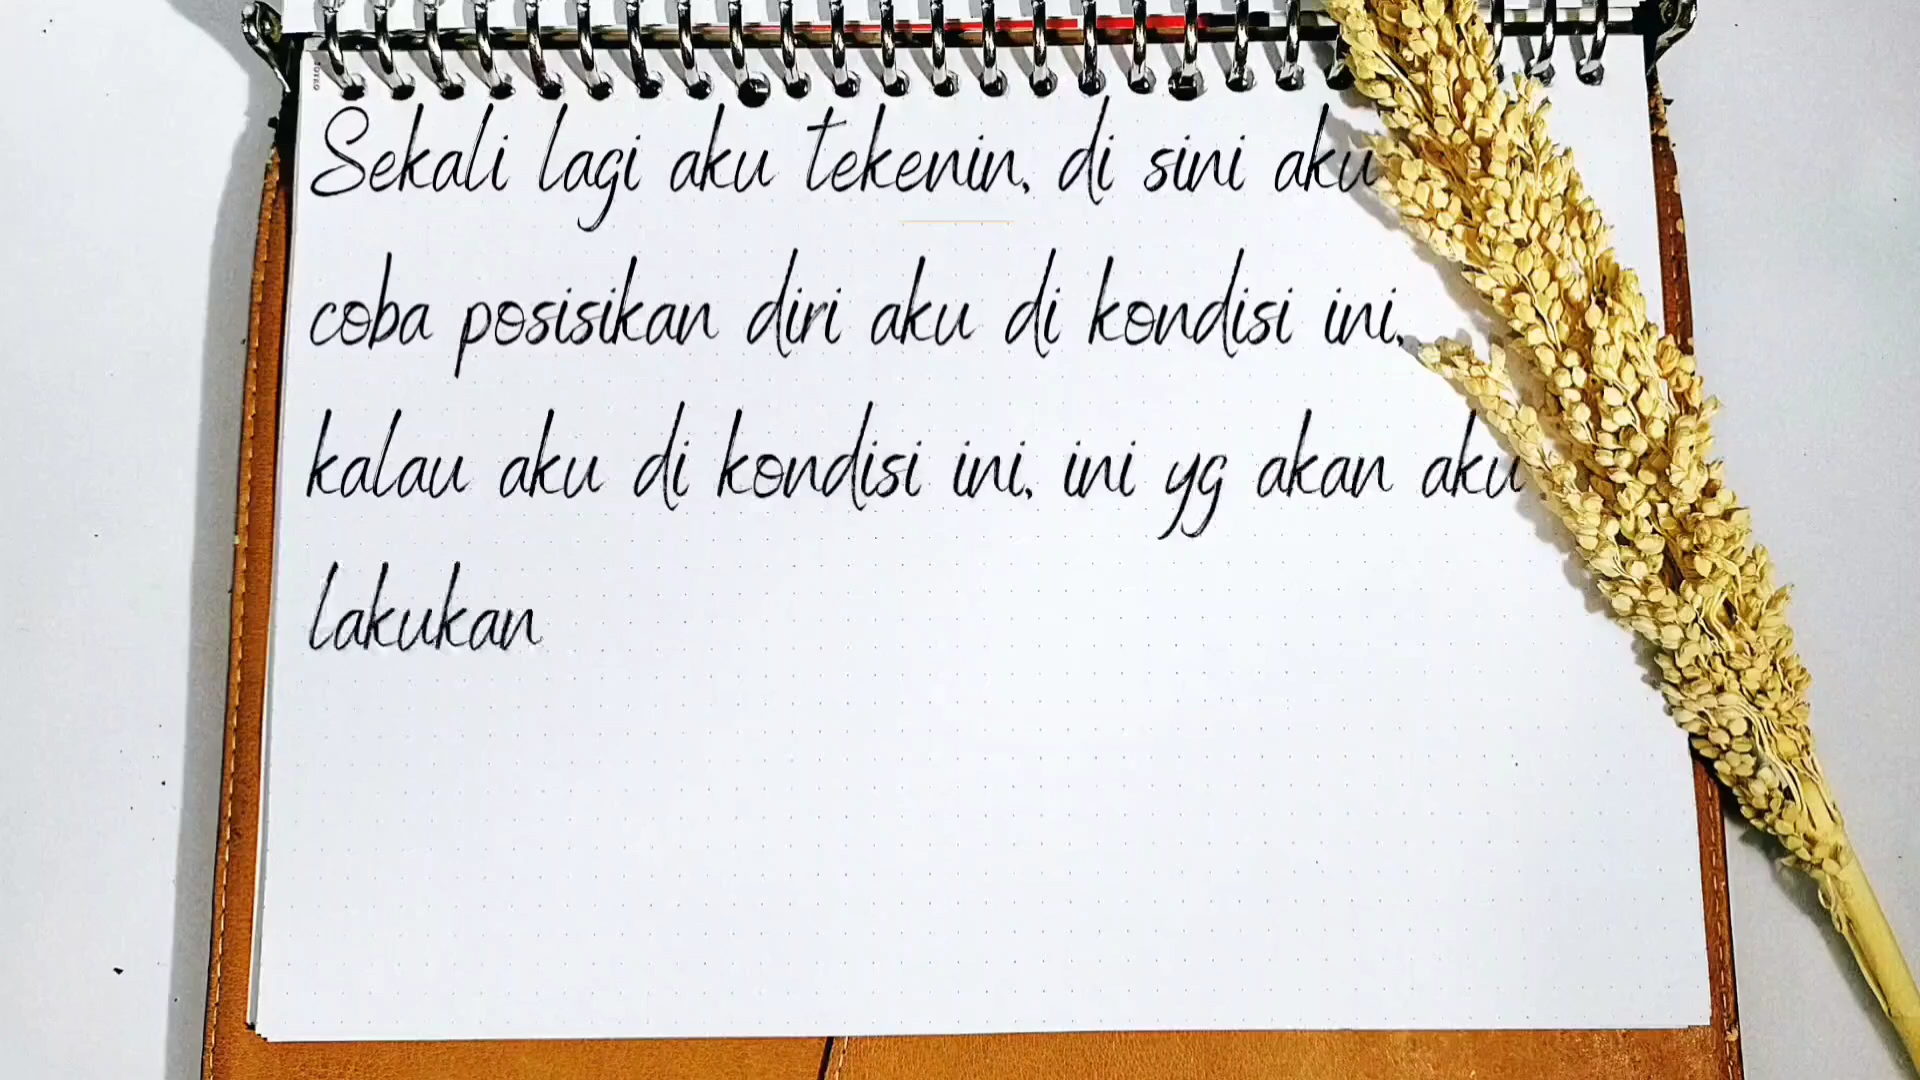 Sekali lagi aku tekenin, di sini aku
coba posisikan diri aku di kondisi ini,
kalau aku di kondisi ini, ini yg akan aku
lakukan